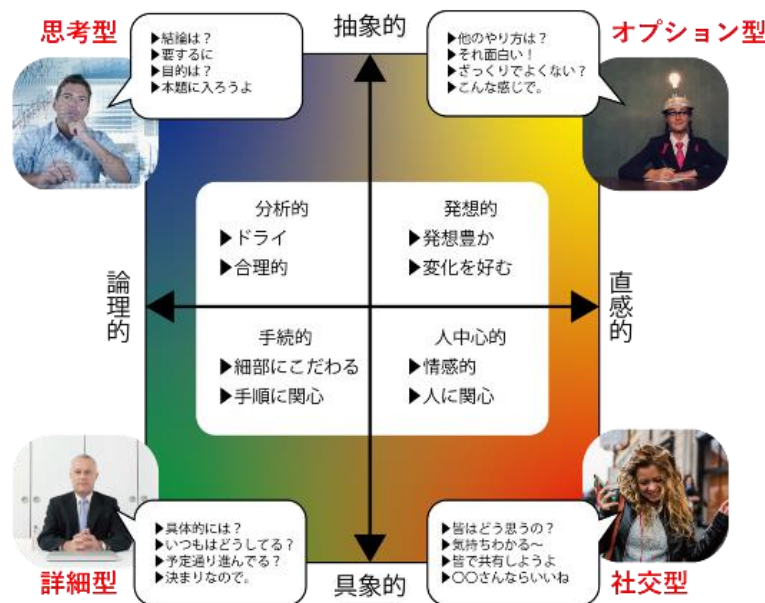 思考型
▶結論は？
▶要するに
▶目的は？
▶本題に入ろうよ
抽象的
▶他のやり方は？
▶それ面白い！
▶ざっくりでよくない？
▶こんな感じで。
オプション型
分析的
▶ドライ
▶合理的
発想的
▶発想豊か
▶変化を好む
論理的
直感的
手続的
▶細部にこだわる
▶手順に関心
人中心的
▶情感的
▶人に関心
▶具体的には？
▶いつもはどうしてる？
▶予定通り進んでる？
▶決まりなので。
詳細型
具象的
▶皆はどう思うの？
▶気持ちわかる〜
▶皆で共有しようよ
▶〇〇さんならいいね
社交型